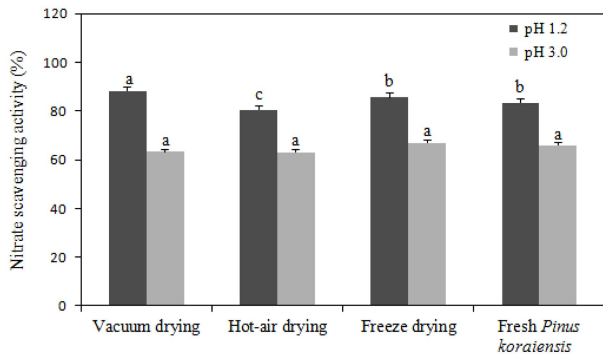 120
100
80
60
40
20
0
Nitrate scavenging activity (%)
pH 1.2
pH 3.0
a
a
c
a
b
a
b
a
Vacuum drying
Hot-air drying
Freeze drying
Fresh Pinus
koraiensis